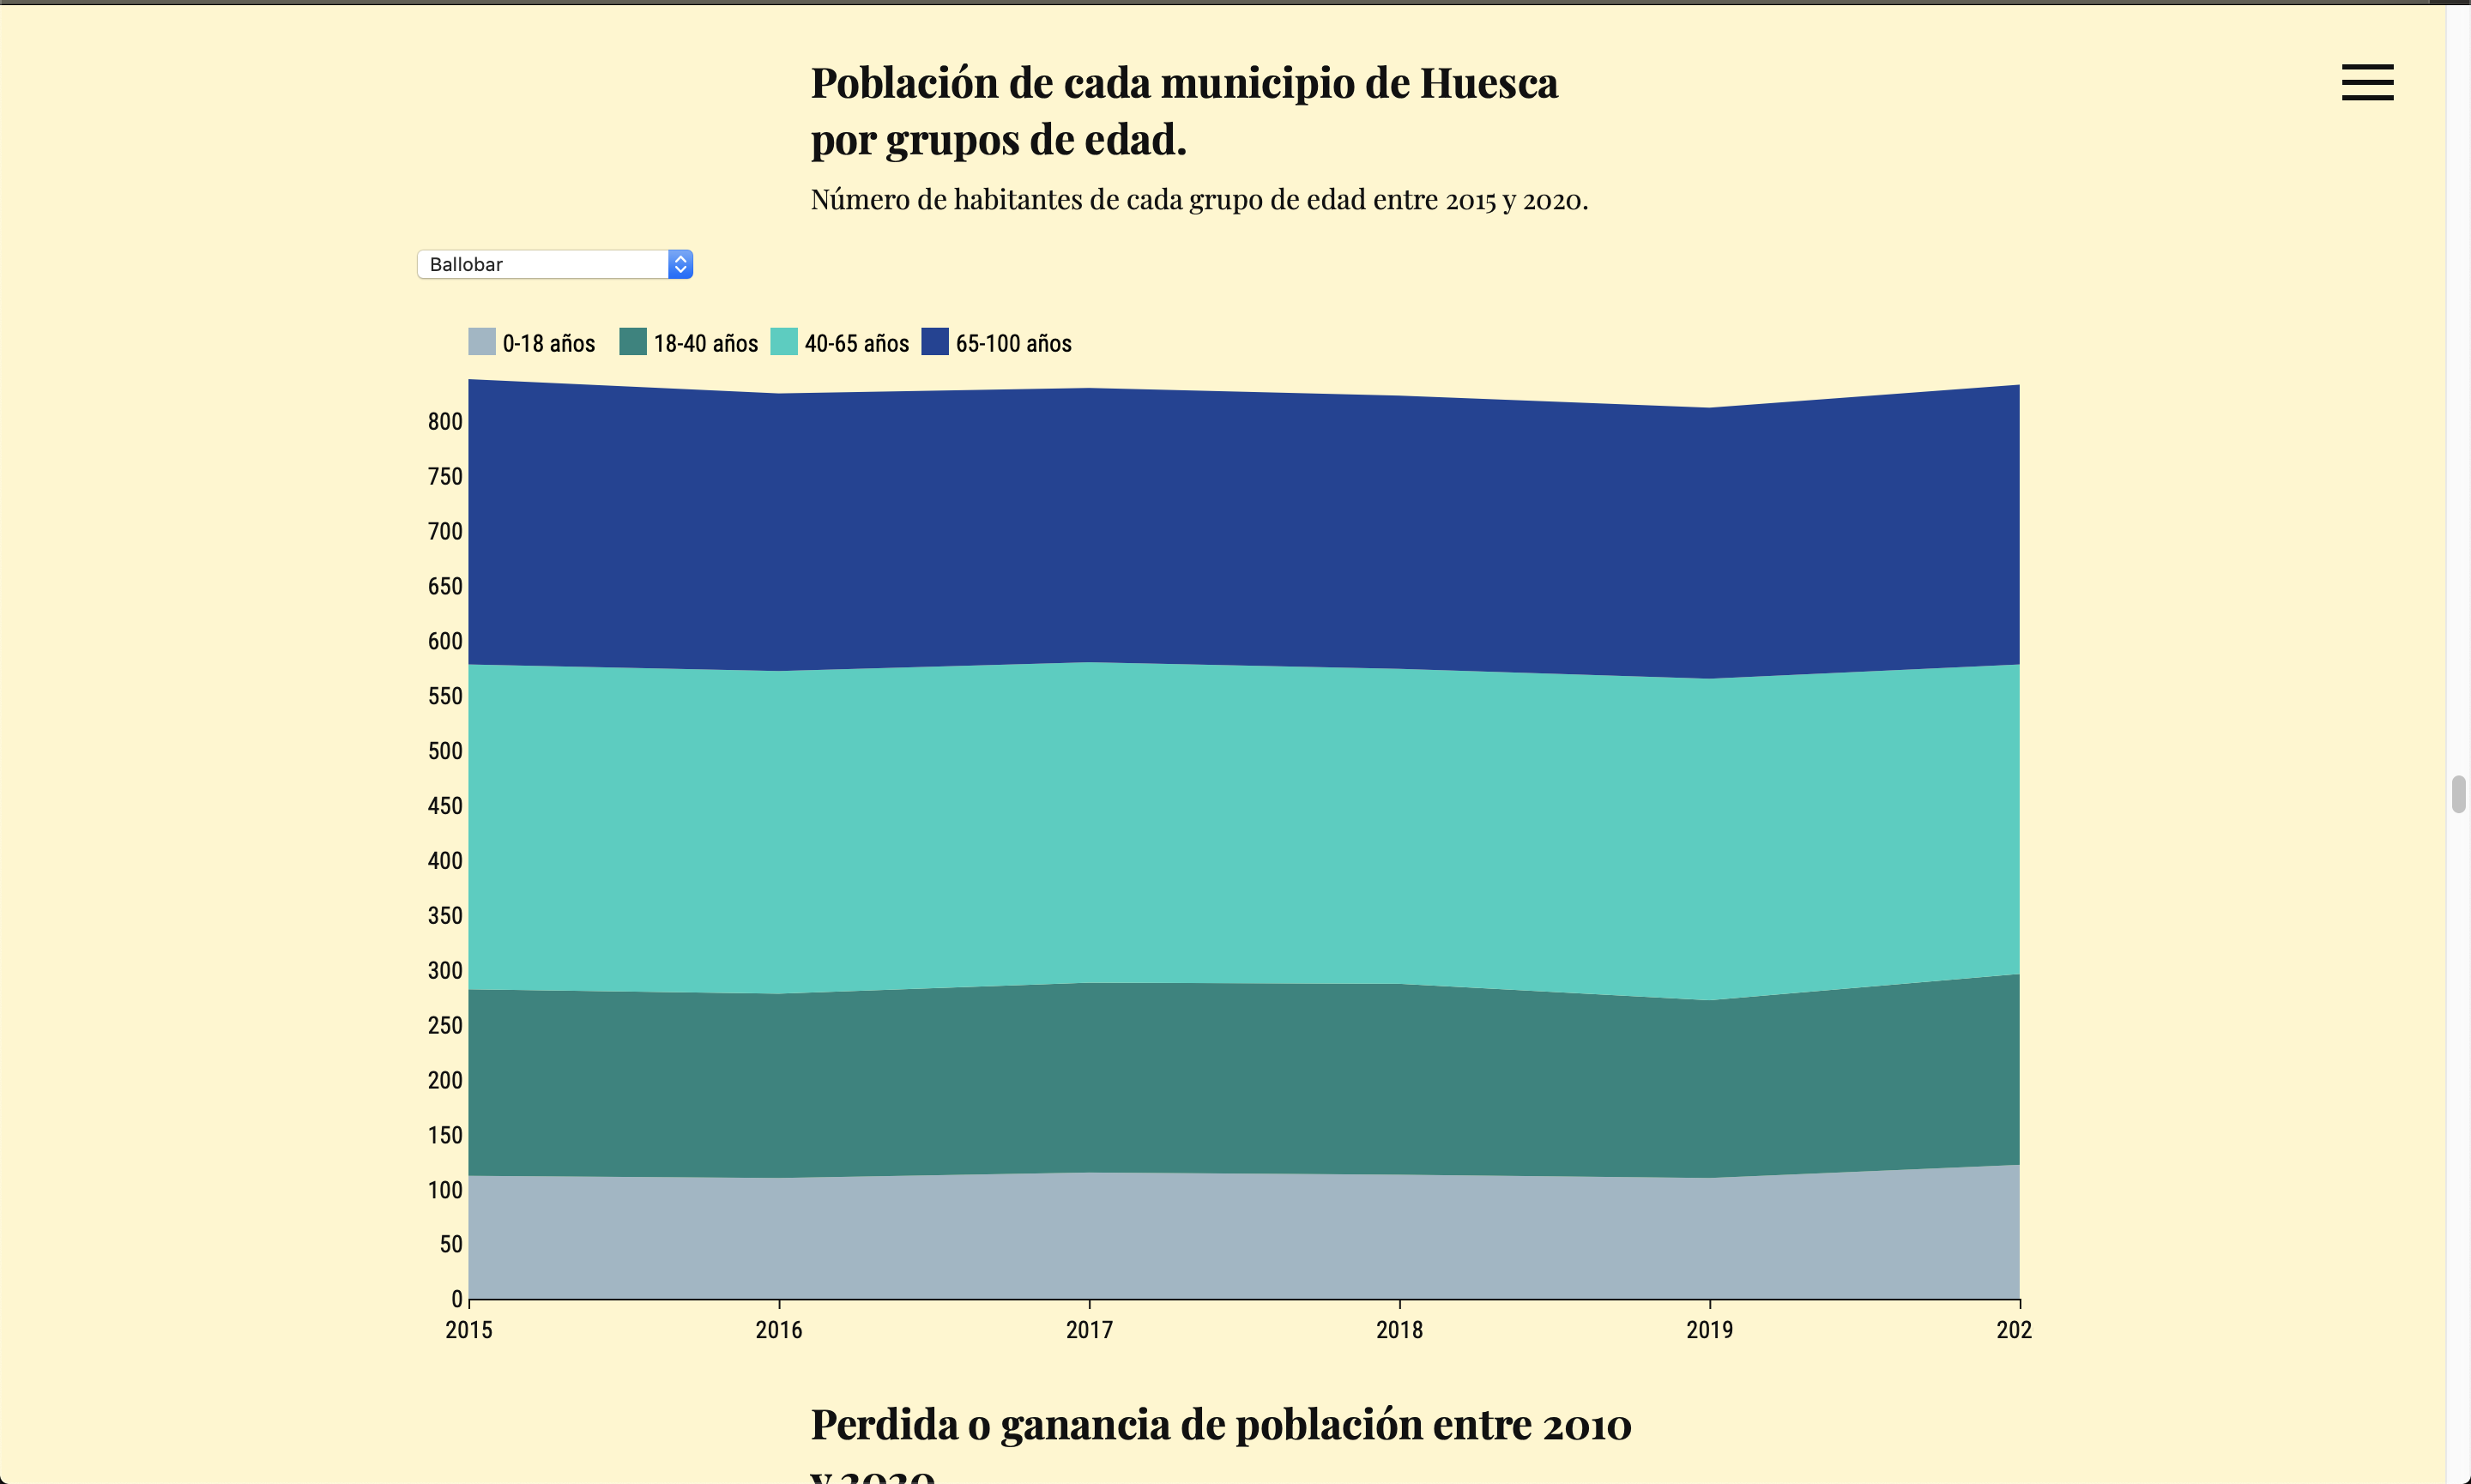 Población de cada municipio de Huesca
por grupos de edad.
Número de habitantes de cada grupo de edad entre 2015 y 2020.
Ballobar
0-18 años 18-40 años 40-65 años 65-100 años
800
750
700
650
600
550
500
450
400
350
300
250
200
150
100
50
0
2015 2016 2017 2018 2019 202
Perdida o ganancia de población entre 2010
y 2020